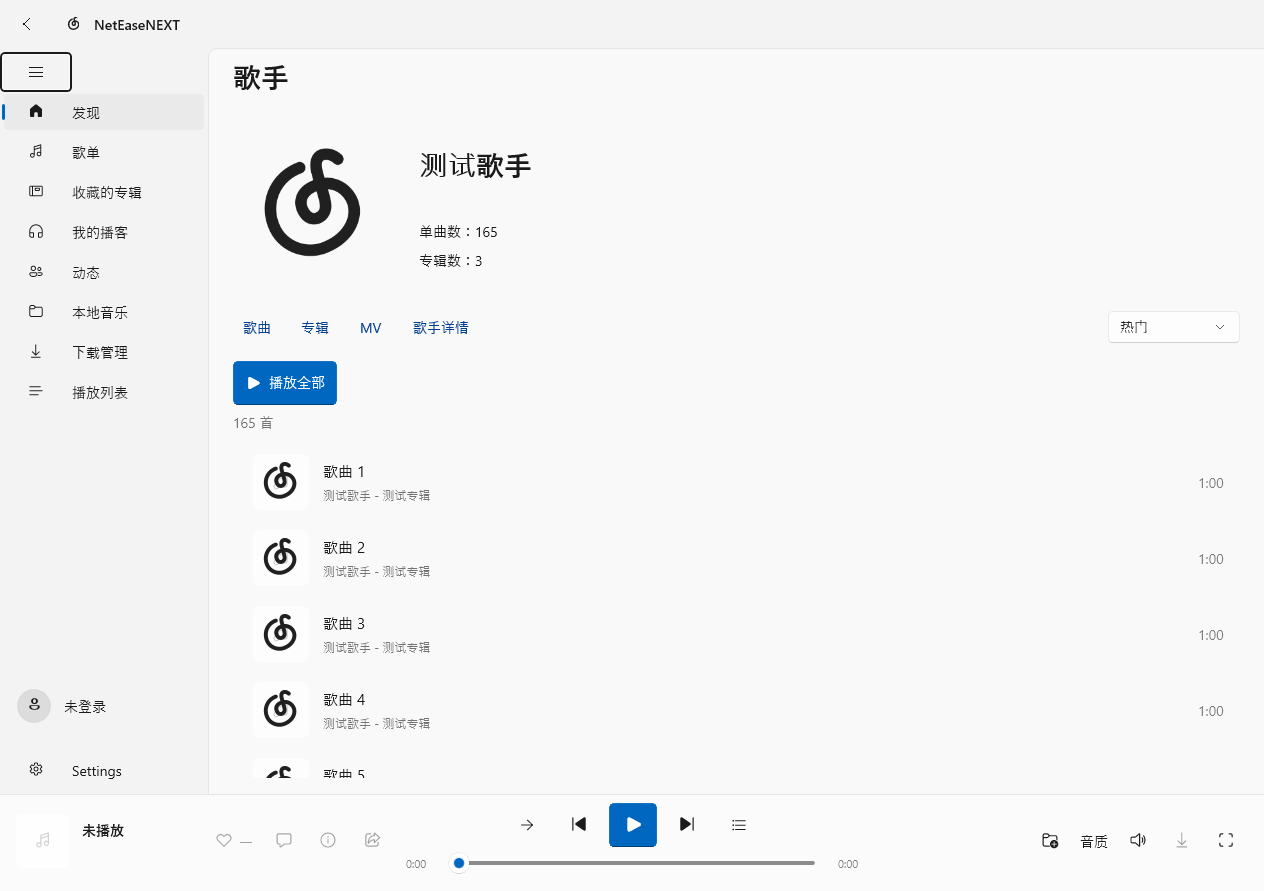 NetEaseNEXT
发现
歌单
收藏的专辑
我的播客
动态
本地音乐
下载管理
播放列表
未登录
Settings
歌手
测试歌手
单曲数：165
专辑数：3
歌曲 专辑 MV 歌手详情 热门
播放全部
165 首
歌曲 1
测试歌手 - 测试专辑
1:00
歌曲 2
测试歌手 - 测试专辑
1:00
歌曲 3
测试歌手 - 测试专辑
1:00
歌曲 4
测试歌手 - 测试专辑
1:00
歌曲 5
未播放
—
0:00
0:00
音质